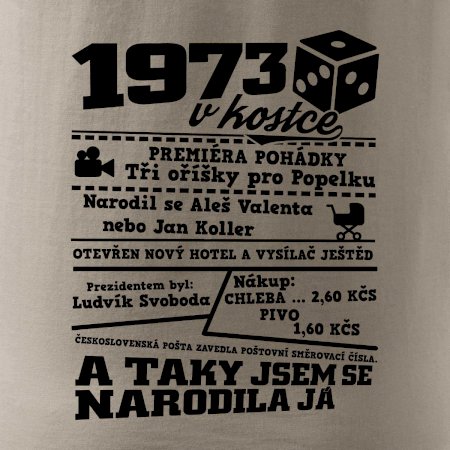 1973
v kostce
PREMIÉRA POHÁDKY
Tři oříšky pro Popelku
Narodil se Aleš Valenta
nebo Jan Koller
OTEVŘEN NOVÝ HOTEL A VYSÍLAČ JEŠTĚD
Prezidentem byl:
Ludvík Svoboda
Nákup:
CHLEBA ... 2,60 KČS
PIVO
1,60 KČS
ČESKOSLOVENSKÁ POŠTA ZAVEDLA POŠTOVNÍ SMĚROVACÍ ČÍSLA.
A TAKY JSEM SE
NARODILA JÁ